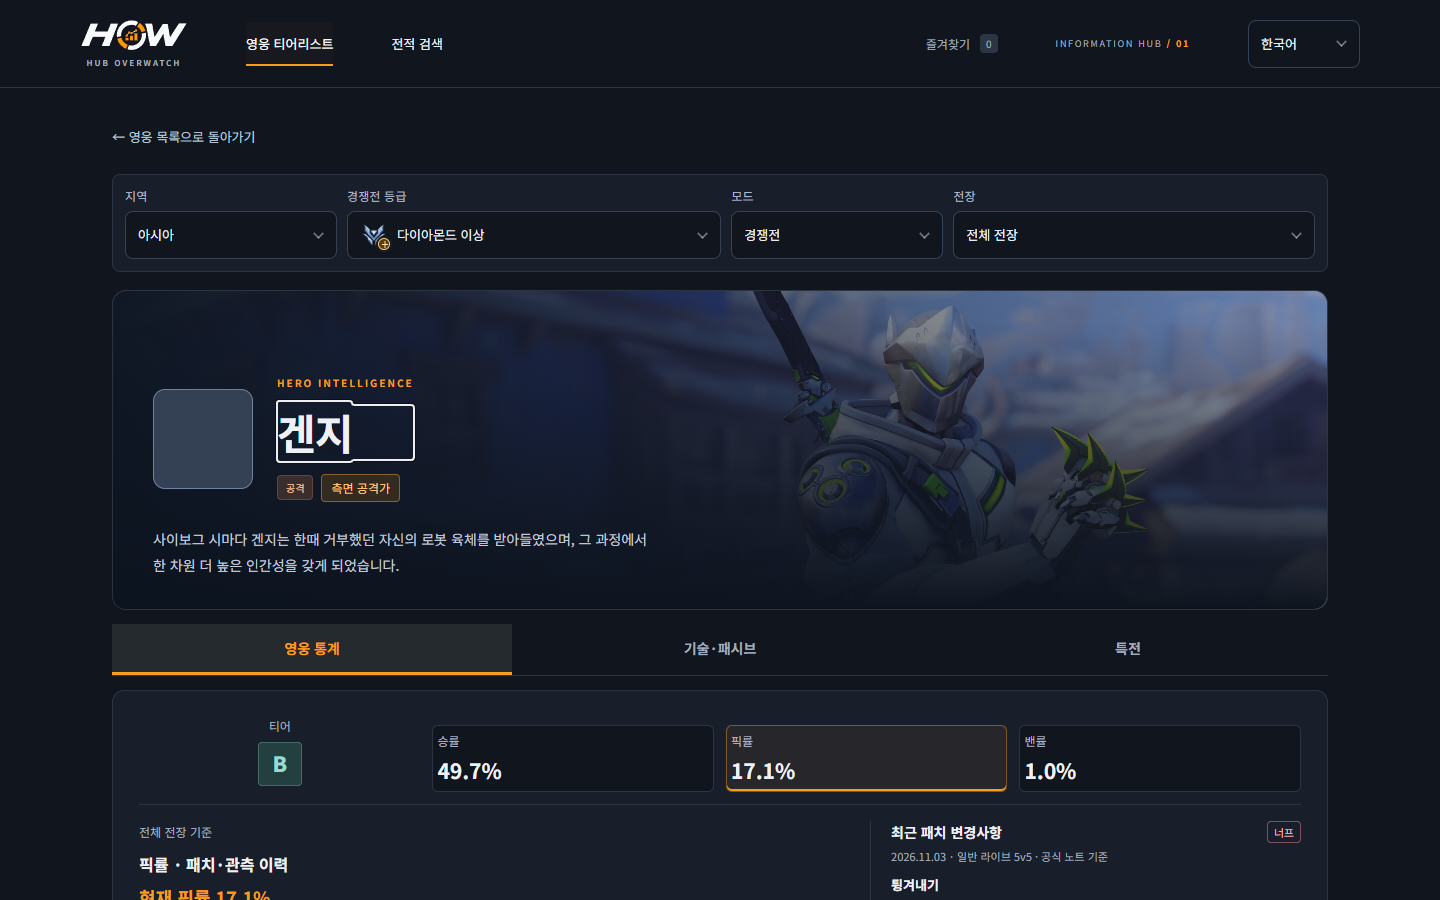 HOW
HUB OVERWATCH
영웅 티어리스트
전적 검색
즐겨찾기 0
INFORMATION HUB / 01
한국어
← 영웅 목록으로 돌아가기
지역
경쟁전 등급
모드
전장
아시아
다이아몬드 이상
경쟁전
전체 전장
HERO INTELLIGENCE
겐지
공격
측면 공격가
사이보그 시마다 겐지는 한때 거부했던 자신의 로봇 육체를 받아들였으며, 그 과정에서
한 차원 더 높은 인간성을 갖게 되었습니다.
영웅 통계
기술·패시브
특전
티어
B
승률
49.7%
픽률
17.1%
밴률
1.0%
전체 전장 기준
픽률 · 패치·관측 이력
현재 픽률 17.1%
최근 패치 변경사항
너프
2026.11.03 · 일반 라이브 5v5 · 공식 노트 기준
튕겨내기